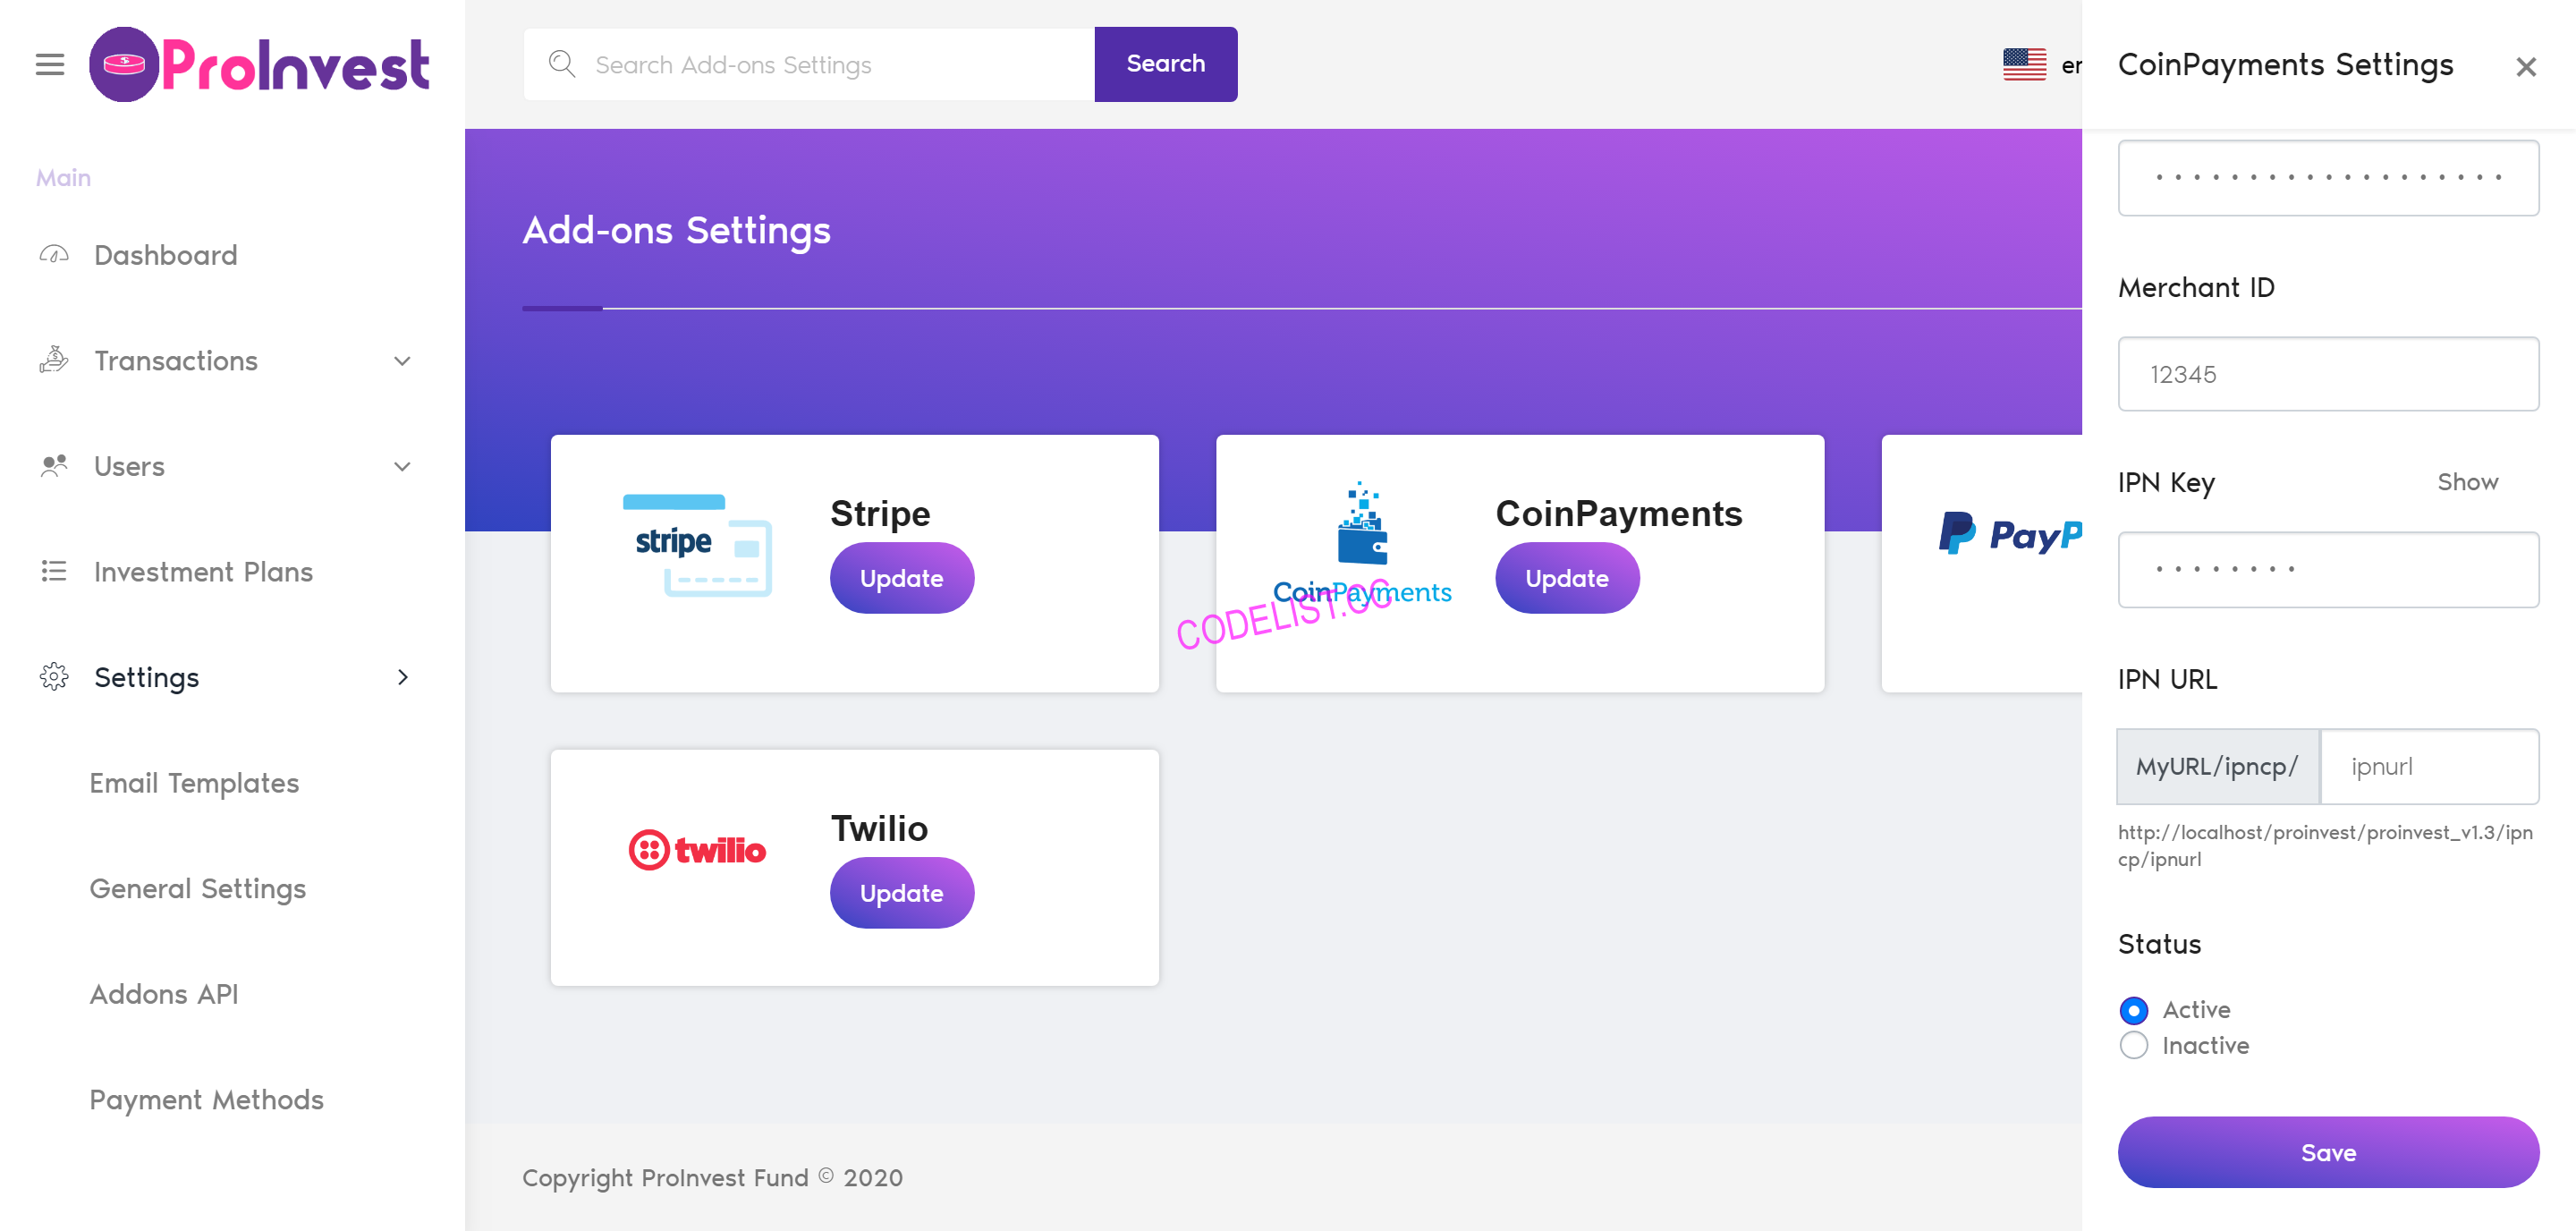 ProInvest
Main
Dashboard
Transactions
Users
Investment Plans
Settings
Email Templates
General Settings
Addons API
Payment Methods
Search Add-ons Settings
Search
en
Add-ons Settings
stripe
Stripe
Update
CoinPayments
CoinPayments
Update
PayP
CODELIST.CC
twilio
Twilio
Update
Copyright ProInvest Fund © 2020
CoinPayments Settings
Merchant ID
12345
IPN Key
Show
IPN URL
MyURL/ipncp/
ipnurl
http://localhost/proinvest/proinvest_v1.3/ipn
cp/ipnurl
Status
Active
Inactive
Save